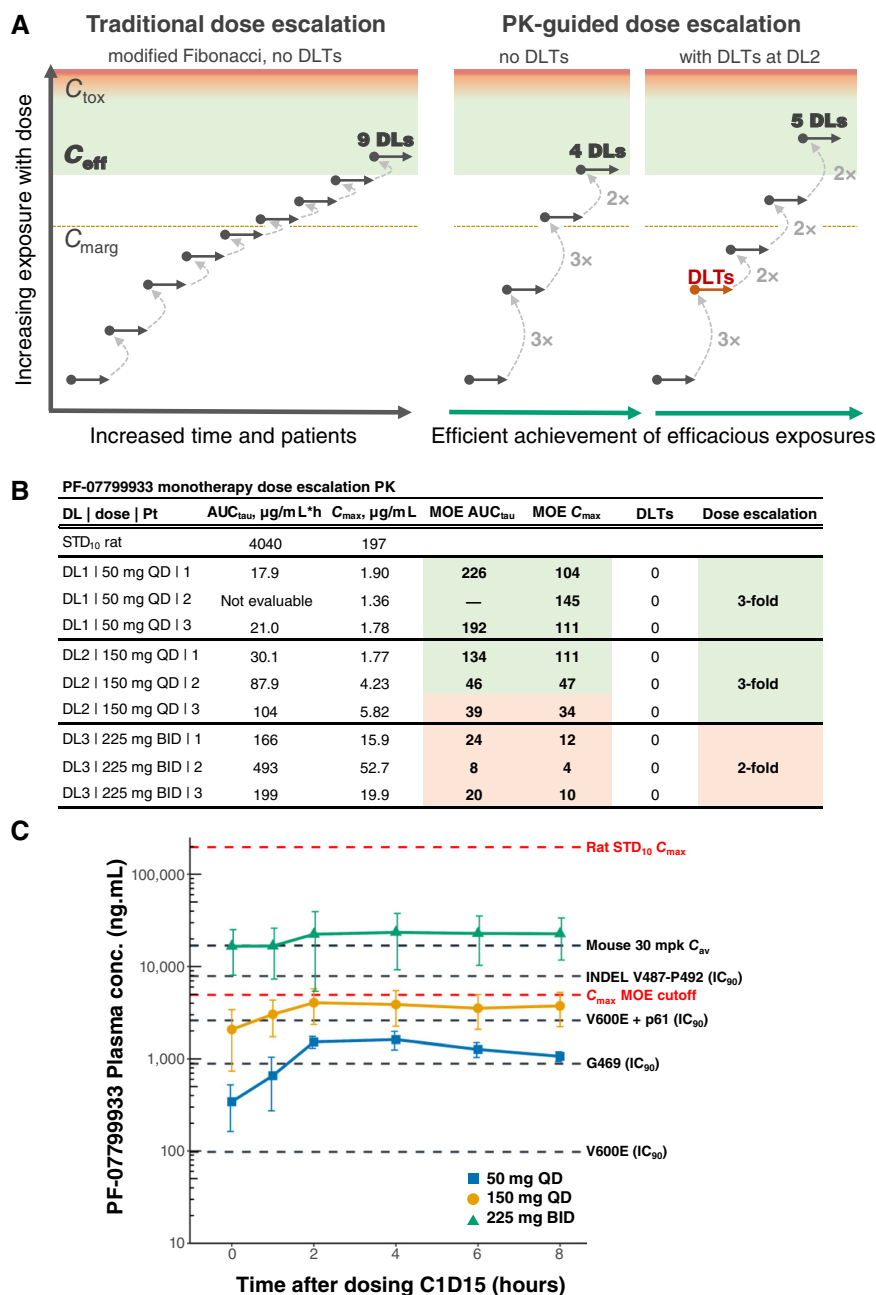 A
Traditional dose escalation
modified Fibonacci, no DLTs
PK-guided dose escalation
no DLTs
with DLTs at DL2
Increasing exposure with dose
Ctox
Ceff
Cmarg
9 DLs
4 DLs
2×
3×
3×
5 DLs
2×
2×
2×
DLTs
3×
Increased time and patients
Efficient achievement of efficacious exposures
B
PF-07799933 monotherapy dose escalation PK
DL | dose | Pt AUCtau, µg/mL*h Cmax, µg/mL MOE AUCtau MOE Cmax DLTs Dose escalation
STD10 rat 4040 197
DL1 | 50 mg QD | 1 17.9 1.90 226 104 0
DL1 | 50 mg QD | 2 Not evaluable 1.36 — 145 0 3-fold
DL1 | 50 mg QD | 3 21.0 1.78 192 111 0
DL2 | 150 mg QD | 1 30.1 1.77 134 111 0
DL2 | 150 mg QD | 2 87.9 4.23 46 47 0 3-fold
DL2 | 150 mg QD | 3 104 5.82 39 34 0
DL3 | 225 mg BID | 1 166 15.9 24 12 0
DL3 | 225 mg BID | 2 493 52.7 8 4 0 2-fold
DL3 | 225 mg BID | 3 199 19.9 20 10 0
C
PF-07799933 Plasma conc. (ng.mL)
100,000
10,000
1,000
100
10
Rat STD10 Cmax
Mouse 30 mpk Cav
INDEL V487-P492 (IC90)
Cmax MOE cutoff
V600E + p61 (IC90)
G469 (IC90)
V600E (IC90)
50 mg QD
150 mg QD
225 mg BID
0 2 4 6 8
Time after dosing C1D15 (hours)